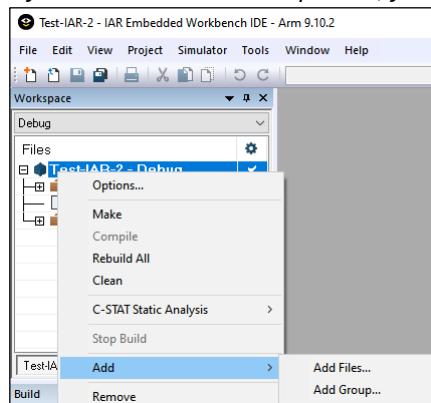 Test-IAR-2 - IAR Embedded Workbench IDE - Arm 9.10.2
File Edit View Project Simulator Tools Window Help
Workspace
Debug
Files
Test-IAR-2 - Debug
Options...
Make
Compile
Rebuild All
Clean
C-STAT Static Analysis
Stop Build
Test-IA
Add
Add Files...
Add Group...
Build
Remove